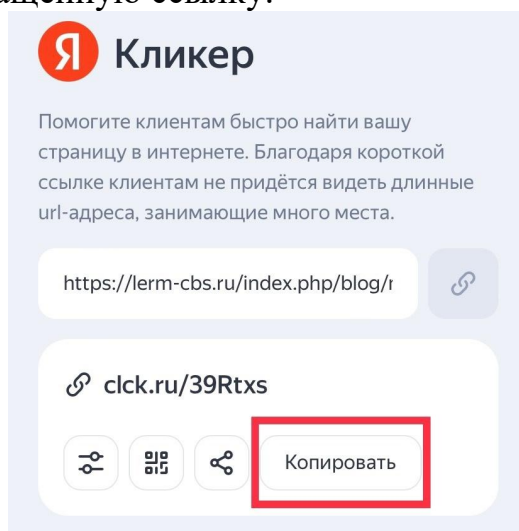 ссылку.
Я Кликер
Помогите клиентам быстро найти вашу
страницу в интернете. Благодаря короткой
ссылке клиентам не придётся видеть длинные
url-адреса, занимающие много места.
https://lerm-cbs.ru/index.php/blog/r
clck.ru/39Rtxs
Копировать